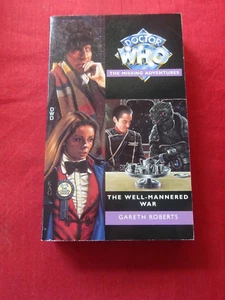 DOCTOR
WHO
THE MISSING ADVENTURES
THE WELL-MANNERED
WAR
GARETH ROBERTS